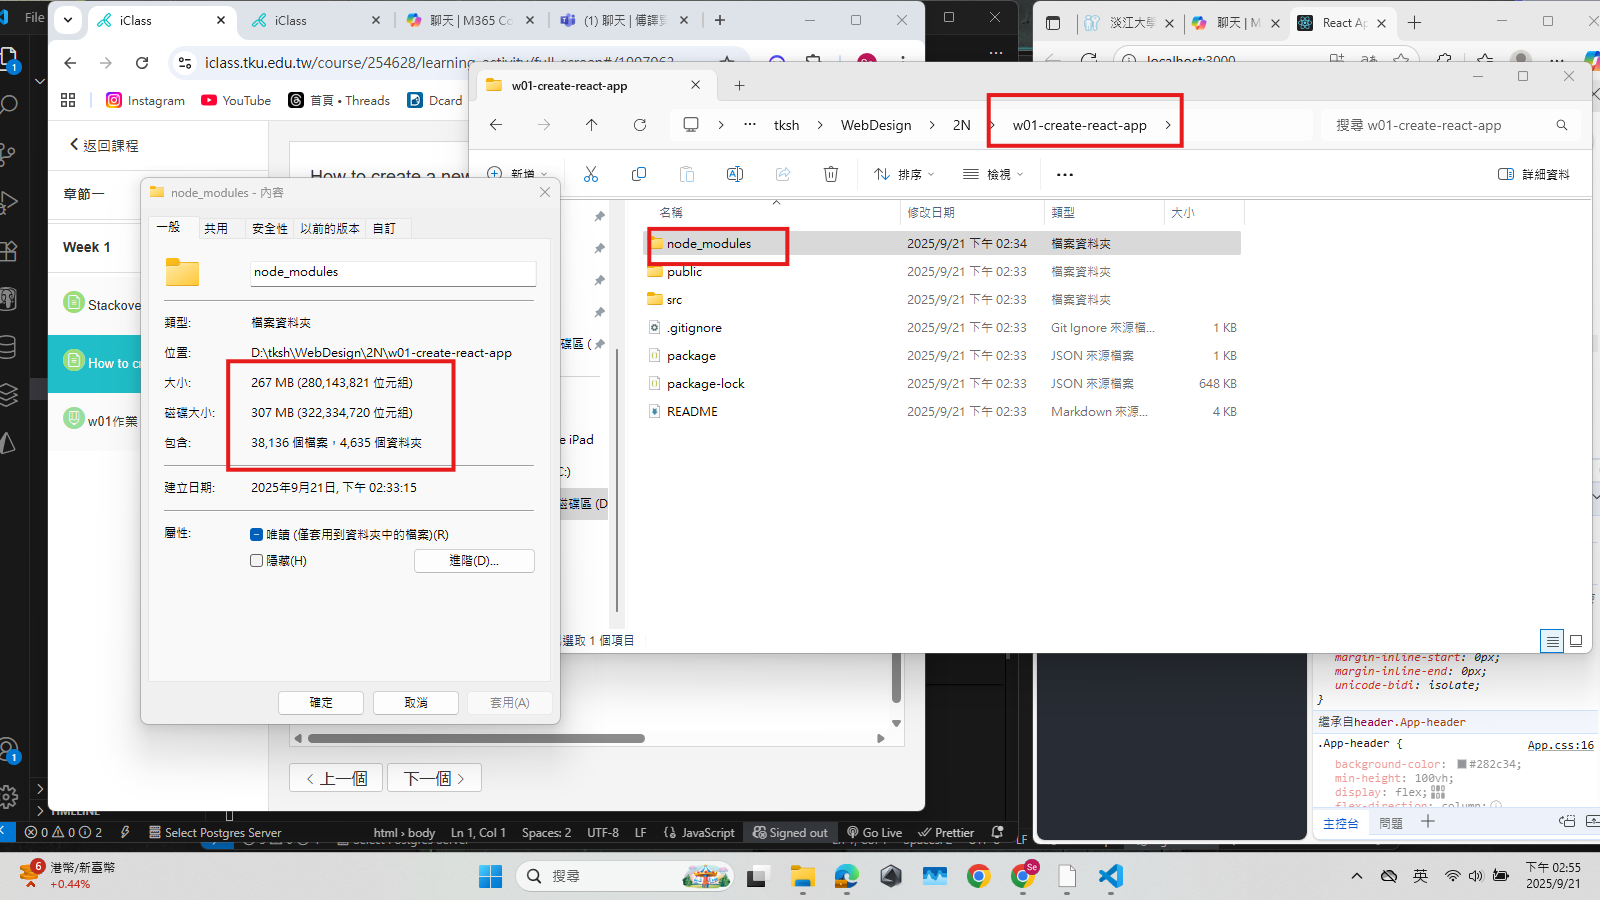 File
iClass
iClass
聊天 | M365 Co
(1) 聊天 | 傅譯
iclass.tku.edu.tw/course/254628/learning-activity/full-screen#/1907063
Instagram
YouTube
首頁 • Threads
Dcard
返回課程
章節一
Week 1
Stackove
How to cr
w01作業
How to create a new
上一個
下一個
淡江大學
聊天 | M
React Ap
localhost:3000
w01-create-react-app
tksh
WebDesign
2N
w01-create-react-app
搜尋 w01-create-react-app
新增
排序
檢視
詳細資料
名稱
修改日期
類型
大小
node_modules
2025/9/21 下午 02:34
檔案資料夾
public
2025/9/21 下午 02:33
檔案資料夾
src
2025/9/21 下午 02:33
檔案資料夾
.gitignore
2025/9/21 下午 02:33
Git Ignore 來源檔...
1 KB
package
2025/9/21 下午 02:33
JSON 來源檔案
1 KB
package-lock
2025/9/21 下午 02:33
JSON 來源檔案
648 KB
README
2025/9/21 下午 02:33
Markdown 來源...
4 KB
碟區 (
e iPad
C:)
磁碟區 (D
選取 1 個項目
node_modules - 內容
一般
共用
安全性
以前的版本
自訂
node_modules
類型:
檔案資料夾
位置:
D:\tksh\WebDesign\2N\w01-create-react-app
大小:
267 MB (280,143,821 位元組)
磁碟大小:
307 MB (322,334,720 位元組)
包含:
38,136 個檔案，4,635 個資料夾
建立日期:
2025年9月21日, 下午 02:33:15
屬性:
唯讀 (僅套用到資料夾中的檔案)(R)
隱藏(H)
進階(D)...
確定
取消
套用(A)
margin-inline-start: 0px;
margin-inline-end: 0px;
unicode-bidi: isolate;
}
繼承自header.App-header
.App-header {
App.css:16
background-color: #282c34;
min-height: 100vh;
display: flex;
flex-direction: column;
主控台
問題
TIMELINE
0 0 2
Select Postgres Server
html › body
Ln 1, Col 1
Spaces: 2
UTF-8
LF
JavaScript
Signed out
Go Live
Prettier
港幣/新臺幣
+0.44%
搜尋
英
下午 02:55
2025/9/21